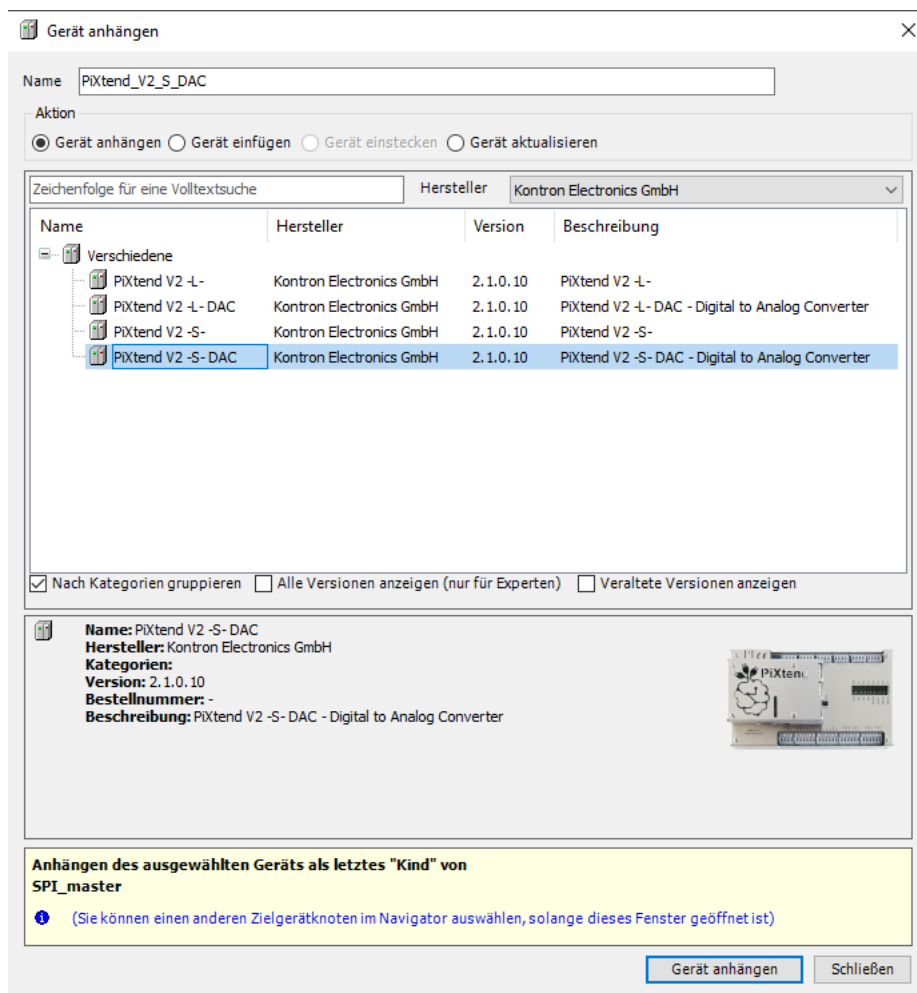 Gerät anhängen
Name PiXtend_V2_S_DAC
Aktion
Gerät anhängen Gerät einfügen Gerät einstecken Gerät aktualisieren
Zeichenfolge für eine Volltextsuche Hersteller Kontron Electronics GmbH
Name Hersteller Version Beschreibung
Verschiedene
PiXtend V2 -L- Kontron Electronics GmbH 2.1.0.10 PiXtend V2 -L-
PiXtend V2 -L- DAC Kontron Electronics GmbH 2.1.0.10 PiXtend V2 -L- DAC - Digital to Analog Converter
PiXtend V2 -S- Kontron Electronics GmbH 2.1.0.10 PiXtend V2 -S-
PiXtend V2 -S- DAC Kontron Electronics GmbH 2.1.0.10 PiXtend V2 -S- DAC - Digital to Analog Converter
Nach Kategorien gruppieren Alle Versionen anzeigen (nur für Experten) Veraltete Versionen anzeigen
Name: PiXtend V2 -S- DAC
Hersteller: Kontron Electronics GmbH
Kategorien:
Version: 2.1.0.10
Bestellnummer: -
Beschreibung: PiXtend V2 -S- DAC - Digital to Analog Converter
Anhängen des ausgewählten Geräts als letztes "Kind" von
SPI_master
(Sie können einen anderen Zielgerätknoten im Navigator auswählen, solange dieses Fenster geöffnet ist)
Gerät anhängen Schließen